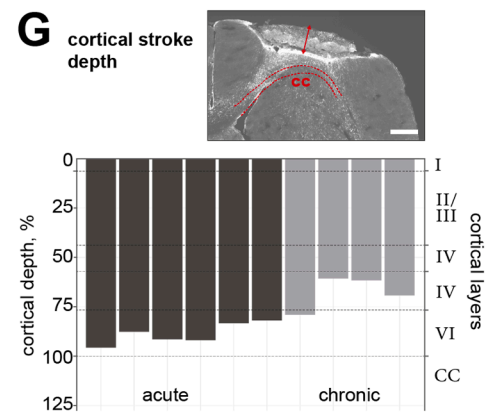 G
cortical stroke
depth
cc
0
25
50
75
100
125
cortical depth, %
I
II/
III
IV
IV
VI
CC
cortical layers
acute
chronic